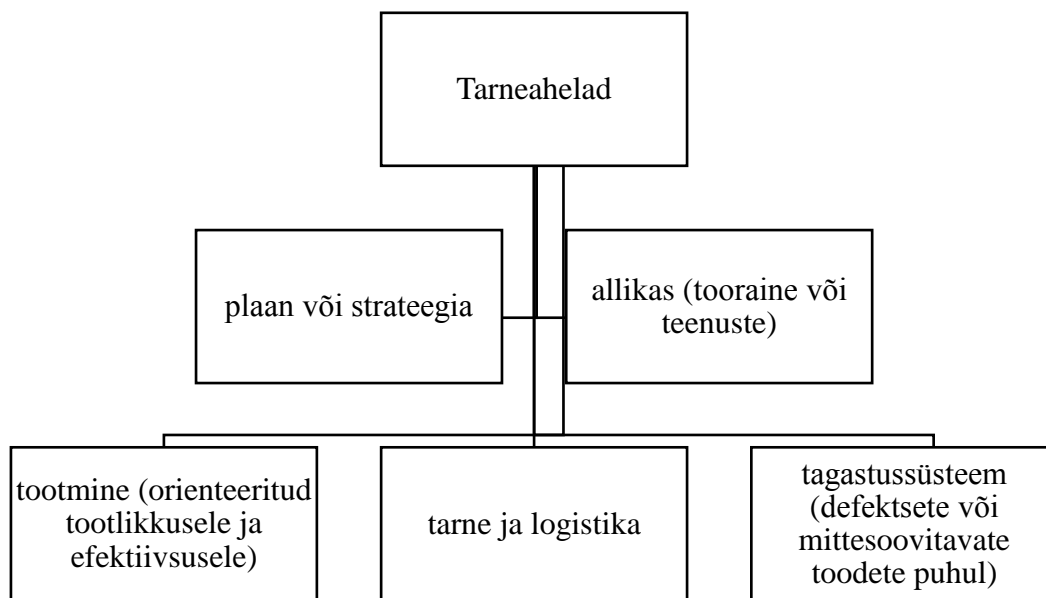 Tarneahelad
plaan või strateegia
allikas (tooraine või
teenuste)
tootmine (orienteeritud
tootlikkusele ja
efektiivsusele)
tarne ja logistika
tagastussüsteem
(defektsete või
mittesoovitavate
toodete puhul)